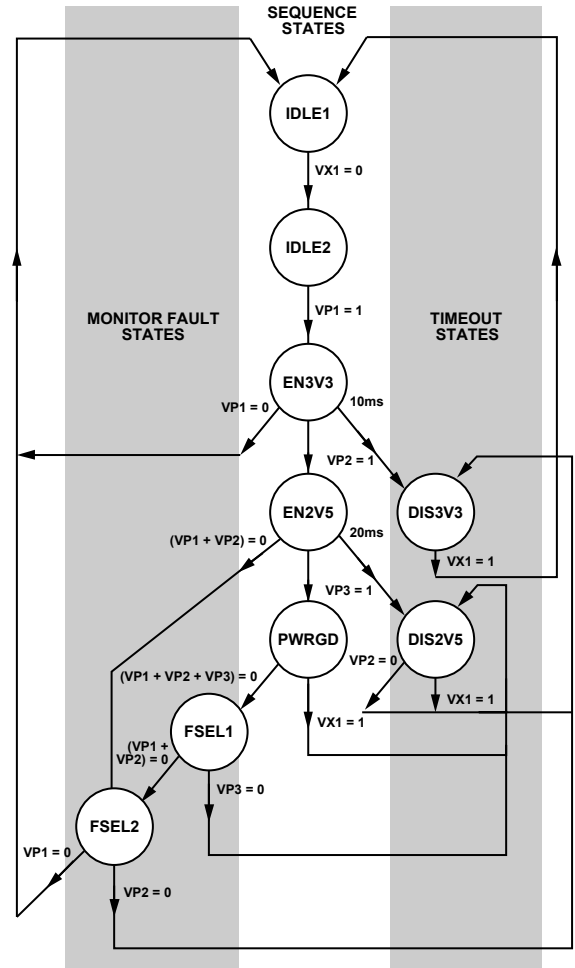 SEQUENCE
STATES
IDLE1
VX1 = 0
IDLE2
VP1 = 1
MONITOR FAULT
STATES
TIMEOUT
STATES
EN3V3
10ms
VP1 = 0
VP2 = 1
DIS3V3
EN2V5
20ms
(VP1 + VP2) = 0
VX1 = 1
VP3 = 1
PWRGD
DIS2V5
VP2 = 0
(VP1 + VP2 + VP3) = 0
VX1 = 1
FSEL1
VX1 = 1
(VP1 +
VP2) = 0
VP3 = 0
FSEL2
VP1 = 0
VP2 = 0